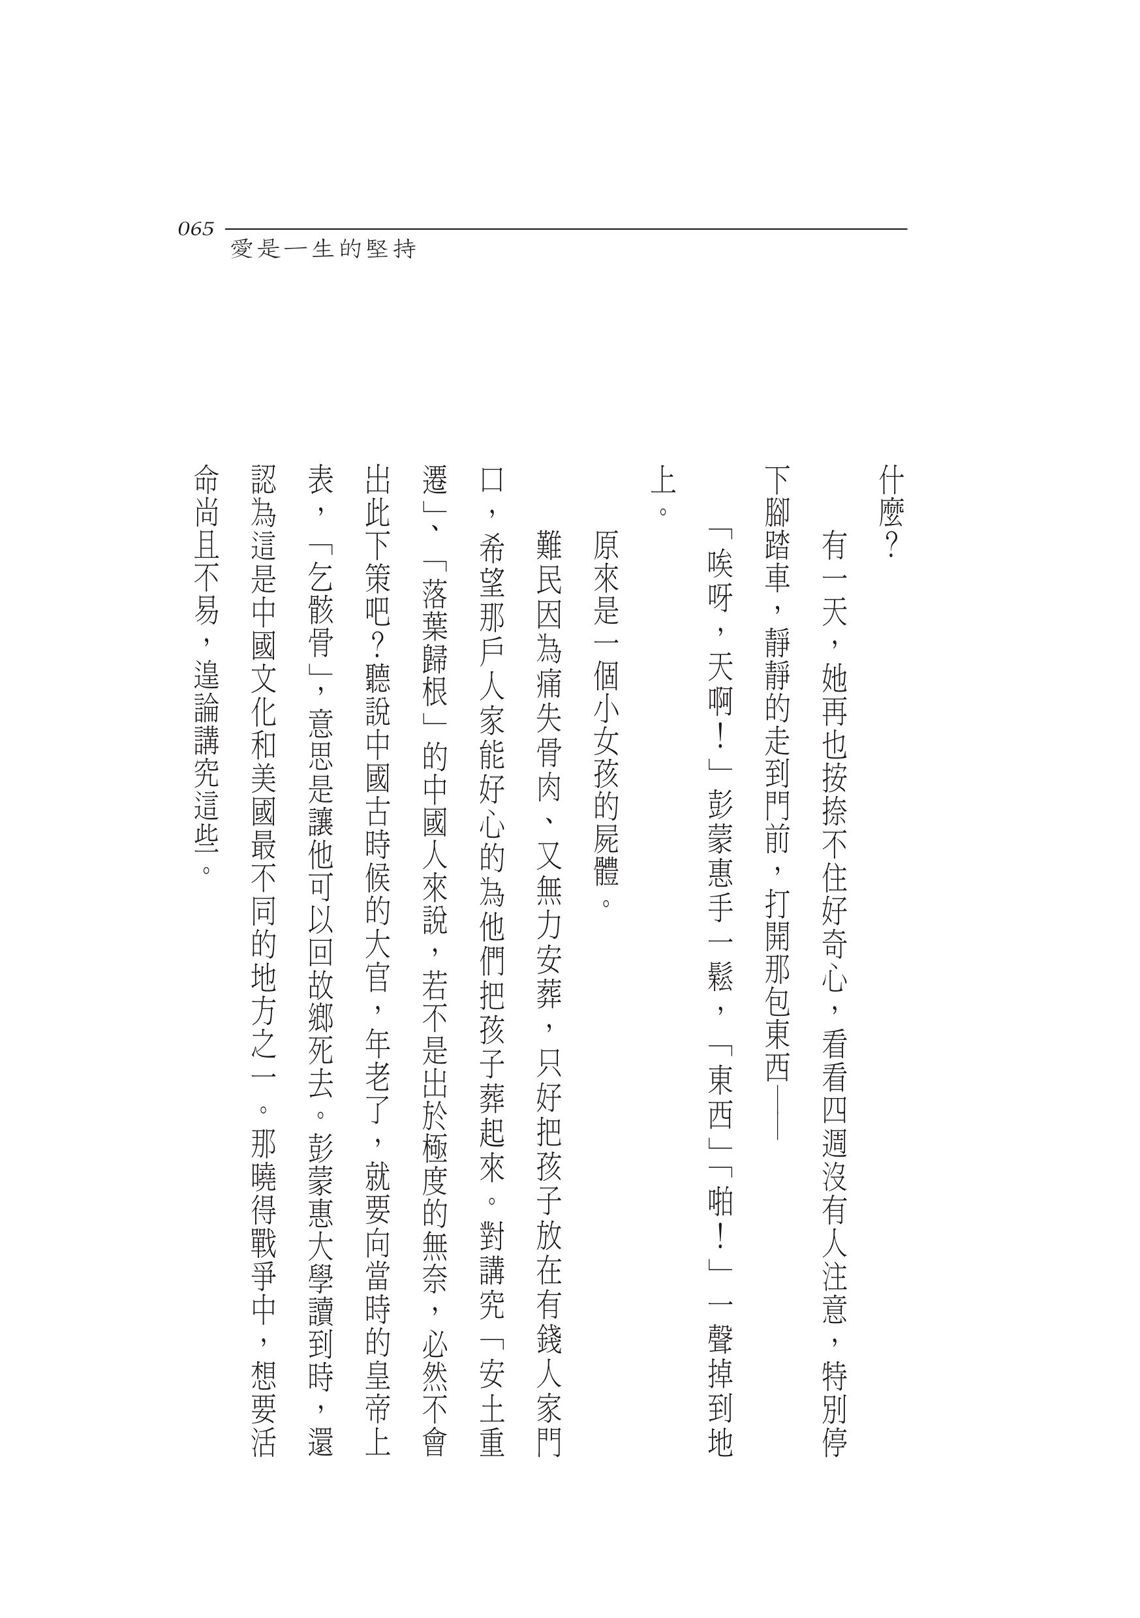 065
愛是一生的堅持
什麼？
有一天，她再也按捺不住好奇心，看看四週沒有人注意，特別停
下腳踏車，靜靜的走到門前，打開那包東西——
「唉呀，天啊！」彭蒙惠手一鬆，「東西」「啪！」一聲掉到地
上。
原來是一個小女孩的屍體。
難民因為痛失骨肉、又無力安葬，只好把孩子放在有錢人家門
口，希望那戶人家能好心的為他們把孩子葬起來。對講究「安土重
遷」、「落葉歸根」的中國人來說，若不是出於極度的無奈，必然不會
出此下策吧？聽說中國古時候的大官，年老了，就要向當時的皇帝上
表，「乞骸骨」，意思是讓他可以回故鄉死去。彭蒙惠大學讀到時，還
認為這是中國文化和美國最不同的地方之一。那曉得戰爭中，想要活
命尚且不易，遑論講究這些。